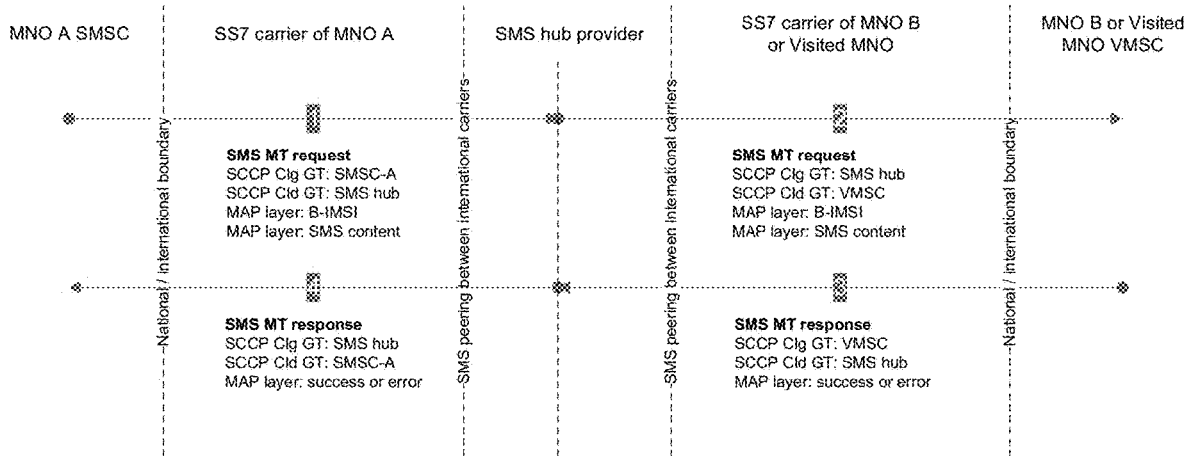 MNO A SMSC
SS7 carrier of MNO A
SMS hub provider
SS7 carrier of MNO B
or Visited MNO
MNO B or Visited
MNO VMSC
National / international boundary
SMS peering between international carriers
SMS peering between international carriers
National / international boundary
SMS MT request
SCCP Clg GT: SMSC-A
SCCP Cld GT: SMS hub
MAP layer: B-IMSI
MAP layer: SMS content
SMS MT request
SCCP Clg GT: SMS hub
SCCP Cld GT: VMSC
MAP layer: B-IMSI
MAP layer: SMS content
SMS MT response
SCCP Clg GT: SMS hub
SCCP Cld GT: SMSC-A
MAP layer: success or error
SMS MT response
SCCP Clg GT: VMSC
SCCP Cld GT: SMS hub
MAP layer: success or error